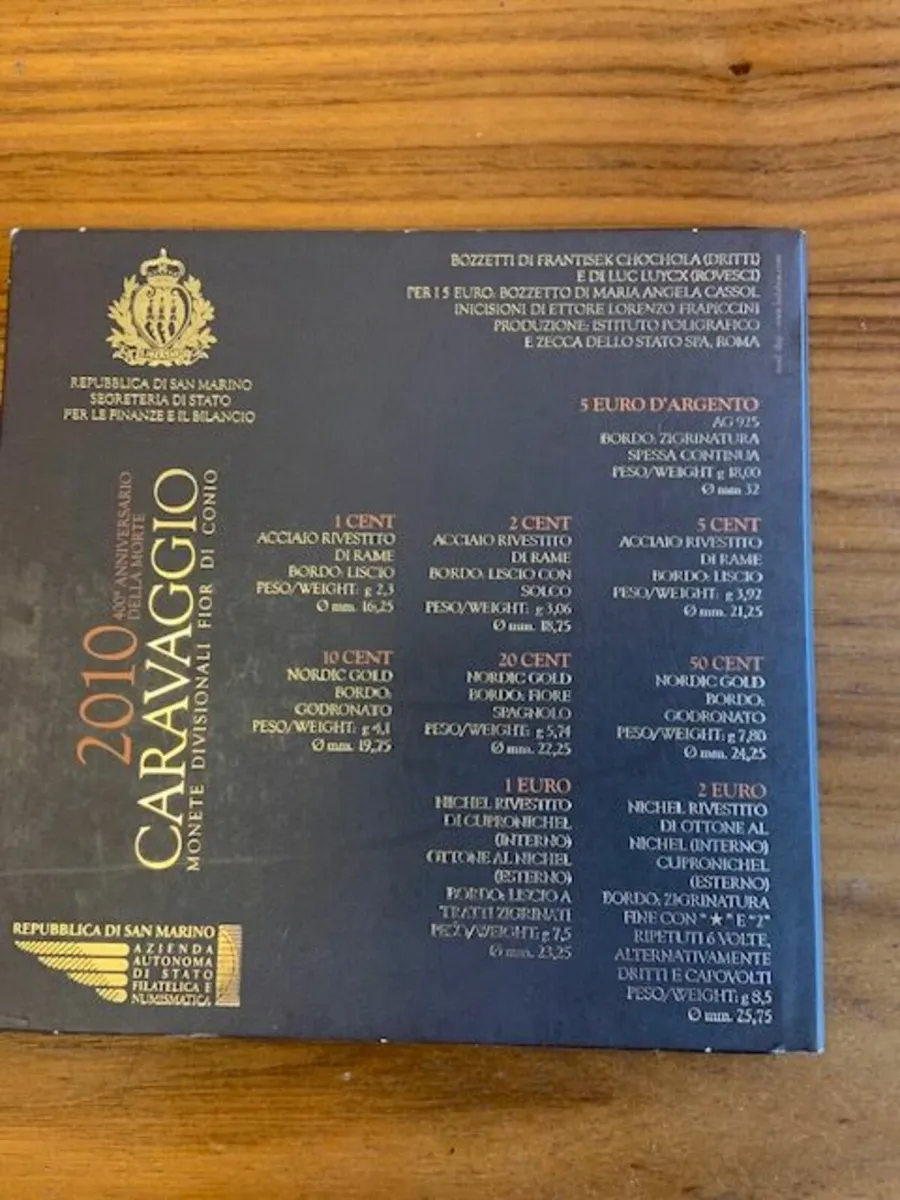 REPUBBLICA DI SAN MARINO
SEGRETERIA DI STATO
PER LE FINANZE E IL BILANCIO
BOZZETTI DI FRANTISEK CHOCHOLA (DRITTI)
E DI LUC LUYCX (ROVESCI)
PER I 5 EURO: BOZZETTO DI MARIA ANGELA CASSOL
INICISIONI DI ETTORE LORENZO FRAPICCINI
PRODUZIONE: ISTITUTO POLIGRAFICO
E ZECCA DELLO STATO SPA, ROMA
5 EURO D'ARGENTO
AG 925
BORDO: ZIGRINATURA
SPESSA CONTINUA
PESO/WEIGHT g 18,00
Ø mm 32
2010
400° ANNIVERSARIO
DELLA MORTE
CARAVAGGIO
MONETE DIVISIONALI FIOR DI CONIO
1 CENT
ACCIAIO RIVESTITO
DI RAME
BORDO: LISCIO
PESO/WEIGHT: g 2,3
Ø mm. 16,25
2 CENT
ACCIAIO RIVESTITO
DI RAME
BORDO: LISCIO CON
SOLCO
PESO/WEIGHT: g 3,06
Ø mm. 18,75
5 CENT
ACCIAIO RIVESTITO
DI RAME
BORDO: LISCIO
PESO/WEIGHT: g 3,92
Ø mm. 21,25
10 CENT
NORDIC GOLD
BORDO:
GODRONATO
PESO/WEIGHT: g 4,1
Ø mm. 19,75
20 CENT
NORDIC GOLD
BORDO: FIORE
SPAGNOLO
PESO/WEIGHT: g 5,74
Ø mm. 22,25
50 CENT
NORDIC GOLD
BORDO:
GODRONATO
PESO/WEIGHT: g 7,80
Ø mm. 24,25
1 EURO
NICHEL RIVESTITO
DI CUPRONICHEL
(INTERNO)
OTTONE AL NICHEL
(ESTERNO)
BORDO: LISCIO A
TRATTI ZIGRINATI
PESO/WEIGHT: g 7,5
Ø mm. 23,25
2 EURO
NICHEL RIVESTITO
DI OTTONE AL
NICHEL (INTERNO)
CUPRONICHEL
(ESTERNO)
BORDO: ZIGRINATURA
FINE CON "★" E "2"
RIPETUTI 6 VOLTE,
ALTERNATIVAMENTE
DRITTI E CAPOVOLTI
PESO/WEIGHT: g 8,5
Ø mm. 25,75
REPUBBLICA DI SAN MARINO
AZIENDA
AUTONOMA
DI STATO
FILATELICA E
NUMISMATICA